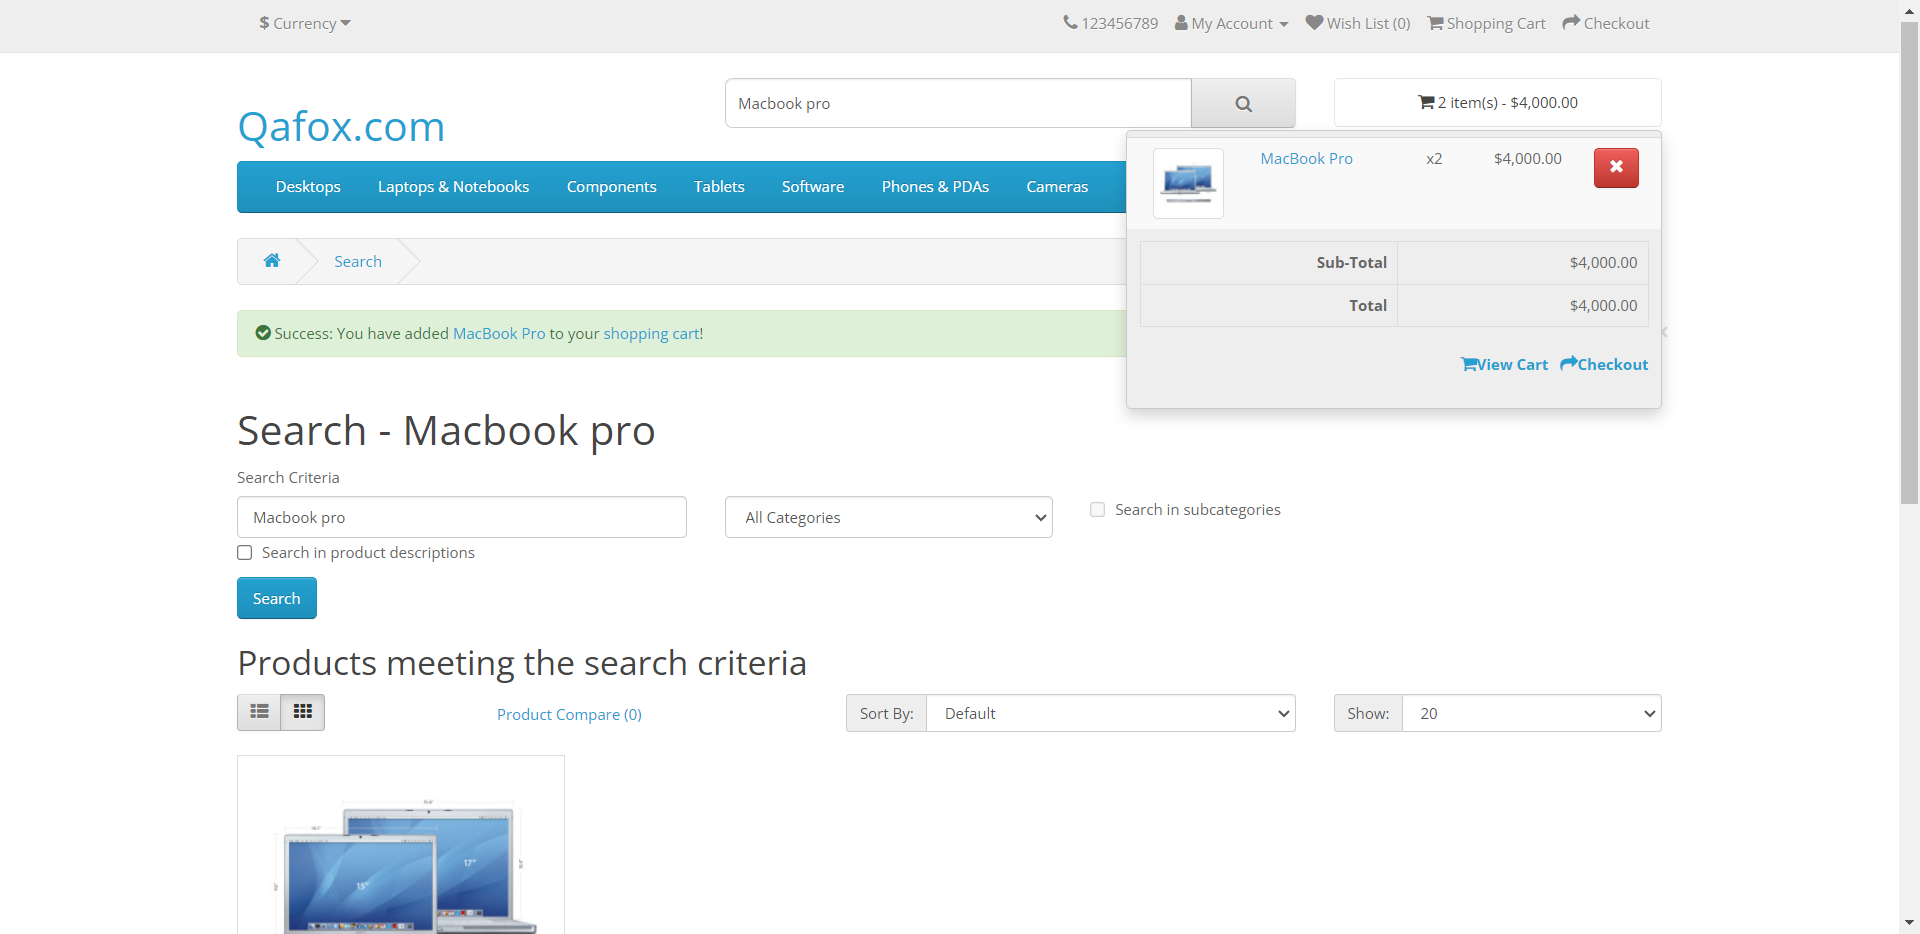 $ Currency
123456789 My Account Wish List (0) Shopping Cart Checkout
Macbook pro
2 item(s) - $4,000.00
Qafox.com
MacBook Pro x2 $4,000.00
Desktops Laptops & Notebooks Components Tablets Software Phones & PDAs Cameras
Search
Sub-Total $4,000.00
Total $4,000.00
Success: You have added MacBook Pro to your shopping cart!
View Cart Checkout
Search - Macbook pro
Search Criteria
Macbook pro All Categories Search in subcategories
Search in product descriptions
Search
Products meeting the search criteria
Product Compare (0) Sort By: Default Show: 20
17"
15"